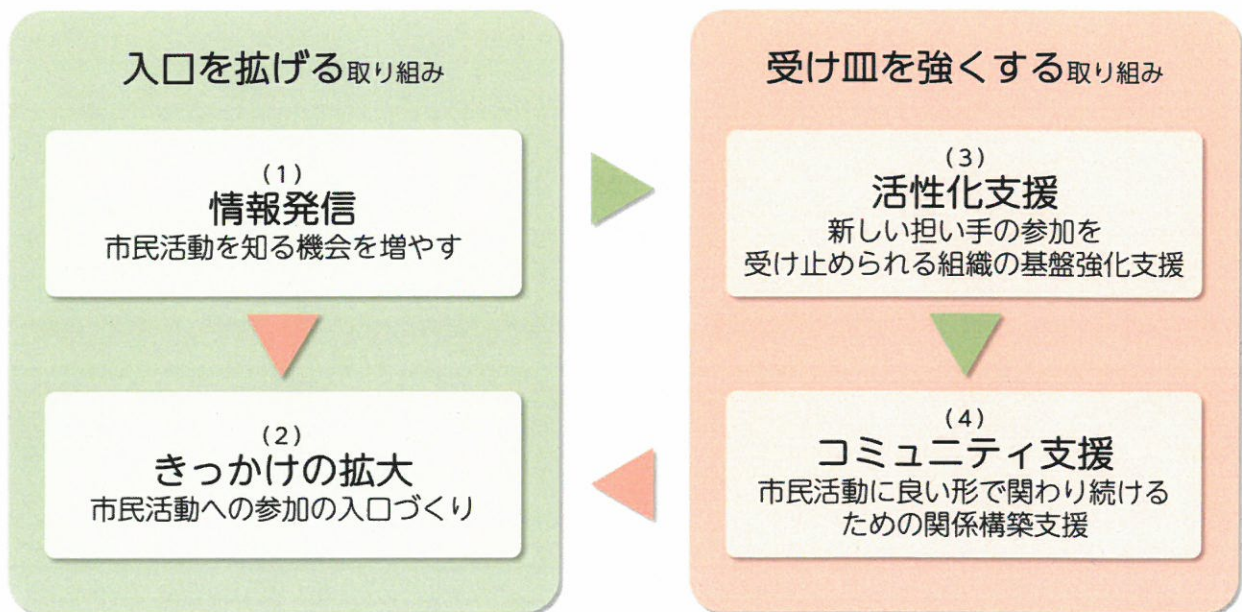 入口を拡げる取り組み
(1)
情報発信
市民活動を知る機会を増やす
(2)
きっかけの拡大
市民活動への参加の入口づくり
受け皿を強くする取り組み
(3)
活性化支援
新しい担い手の参加を
受け止められる組織の基盤強化支援
(4)
コミュニティ支援
市民活動に良い形で関わり続ける
ための関係構築支援